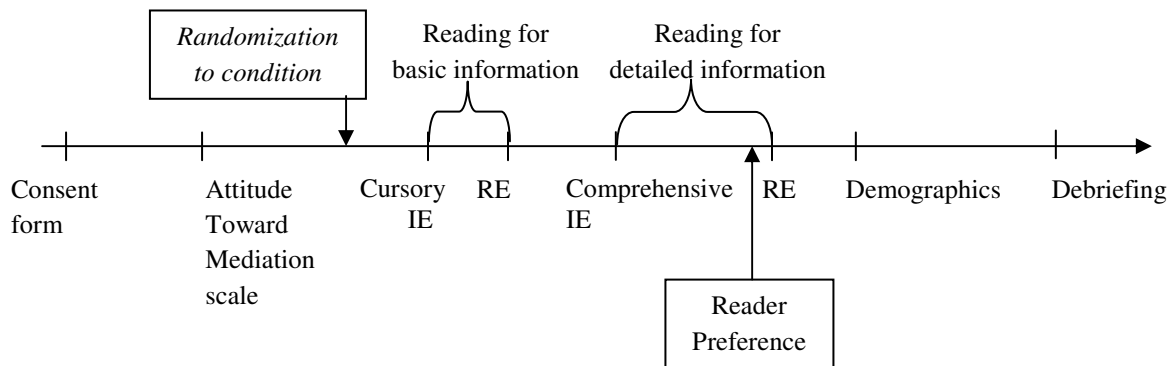 Randomization
to condition
Reading for
basic information
Reading for
detailed information
Consent
form
Attitude
Toward
Mediation
scale
Cursory
IE
RE
Comprehensive
IE
RE
Demographics
Debriefing
Reader
Preference